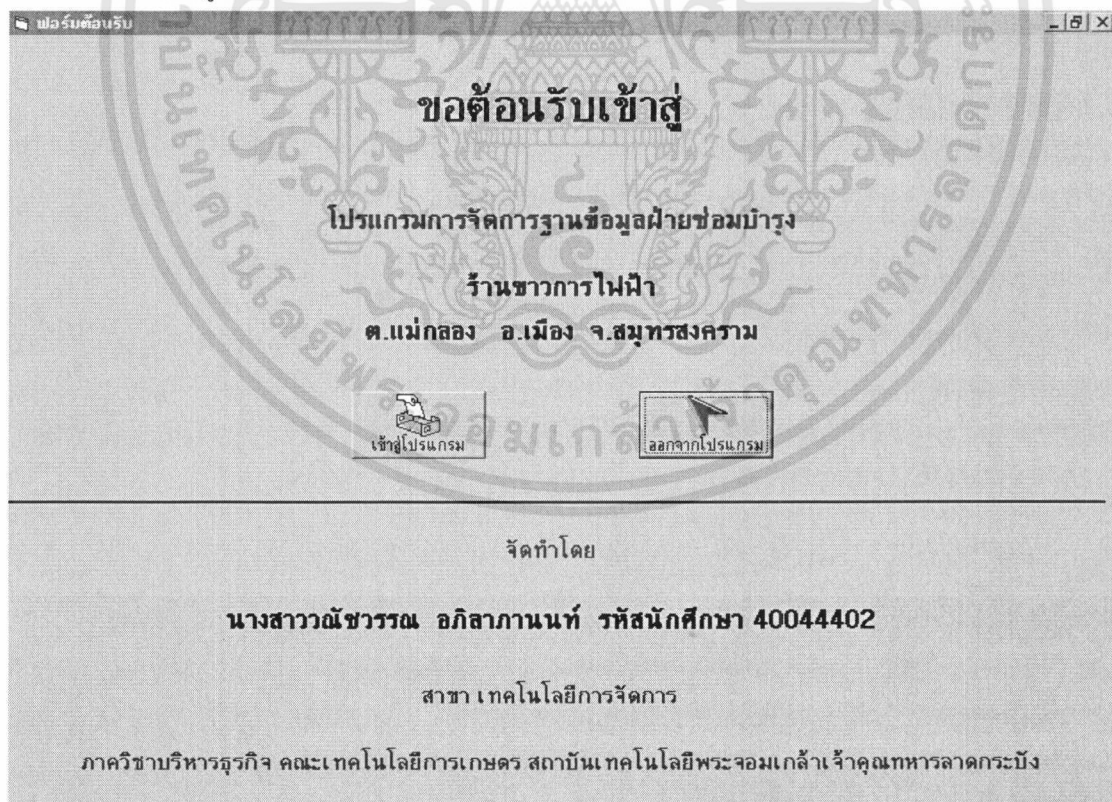 ฟอร์มต้อนรับ
ขอต้อนรับเข้าสู่
โปรแกรมการจัดการฐานข้อมูลฝ่ายซ่อมบำรุง
ร้านขาวการไฟฟ้า
ต.แม่กลอง อ.เมือง จ.สมุทรสงคราม
เข้าสู่โปรแกรม
ออกจากโปรแกรม
จัดทำโดย
นางสาววณัชวรรณ อภิสาภานนท์ รหัสนักศึกษา 40044402
สาขา เทคโนโลยีการจัดการ
ภาควิชาบริหารธุรกิจ คณะเทคโนโลยีการเกษตร สถาบันเทคโนโลยีพระจอมเกล้าเจ้าคุณทหารลาดกระบัง